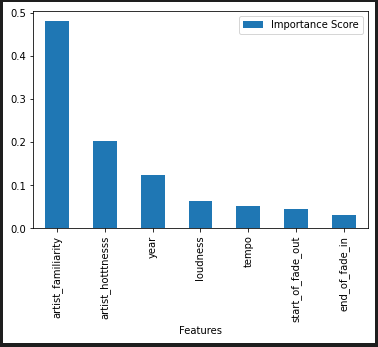 0.5
0.4
0.3
0.2
0.1
0.0
Importance Score
artist_familiarity
artist_hotttnesss
year
loudness
tempo
start_of_fade_out
end_of_fade_in
Features